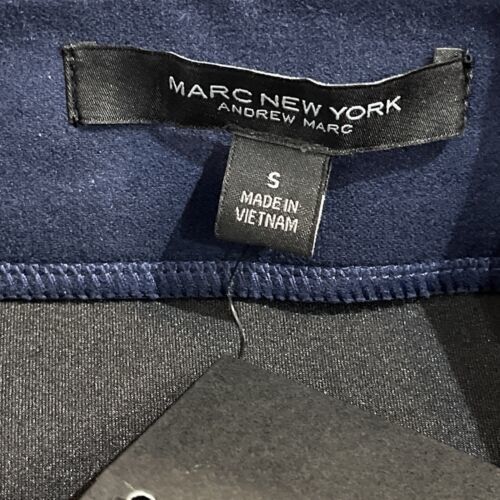 MARC NEW YORK
ANDREW MARC
S
MADE IN
VIETNAM